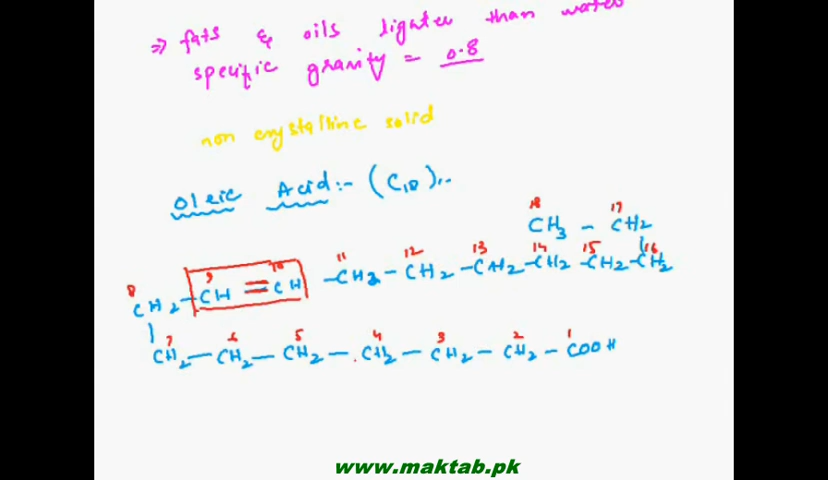 ⇒ fats & oils ligater than water
specific gravity = 0.8
non crystalline solid
Oleic Acid:- (C18),.
18 17
CH3 - CH2
8 9 10 11 12 13 14 15 16
CH2-CH=CH-CH2-CH2-CH2-CH2-CH2-CH2
7 6 5 4 3 2 1
CH2-CH2-CH2-CH2-CH2-CH2-COOH
www.maktab.pk